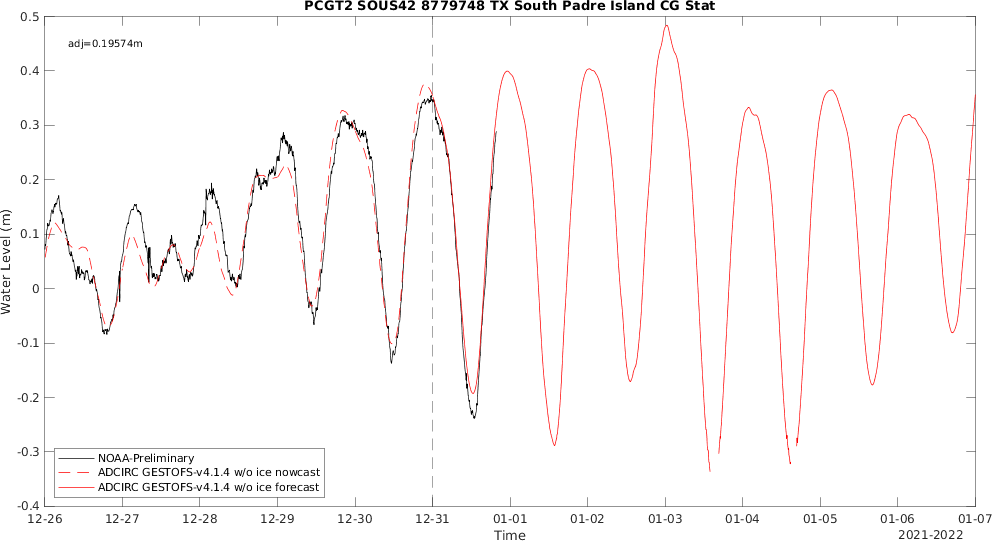 PCGT2 SOUS42 8779748 TX South Padre Island CG Stat
adj=0.19574m
0.5
0.4
0.3
0.2
0.1
0
-0.1
-0.2
-0.3
-0.4
Water Level (m)
NOAA-Preliminary
ADCIRC GESTOFS-v4.1.4 w/o ice nowcast
ADCIRC GESTOFS-v4.1.4 w/o ice forecast
12-26 12-27 12-28 12-29 12-30 12-31 01-01 01-02 01-03 01-04 01-05 01-06 01-07
Time
2021-2022